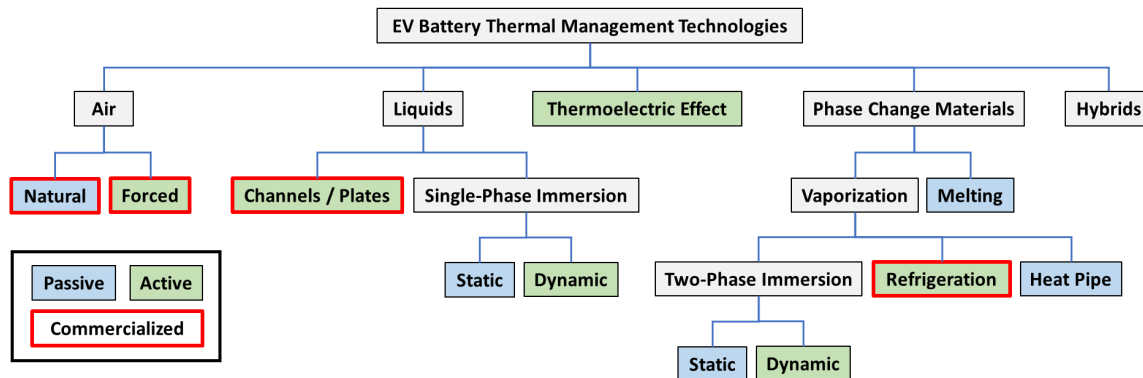 EV Battery Thermal Management Technologies
Air
Liquids
Thermoelectric Effect
Phase Change Materials
Hybrids
Natural
Forced
Channels / Plates
Single-Phase Immersion
Vaporization
Melting
Static
Dynamic
Two-Phase Immersion
Refrigeration
Heat Pipe
Static
Dynamic
Passive
Active
Commercialized